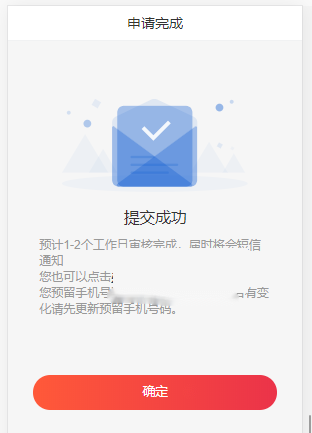 申请完成
提交成功
预计1-2个工作日审核完成，届时将会短信
通知
您也可以点击
您预留手机号
有变
化请先更新预留手机号码。
确定